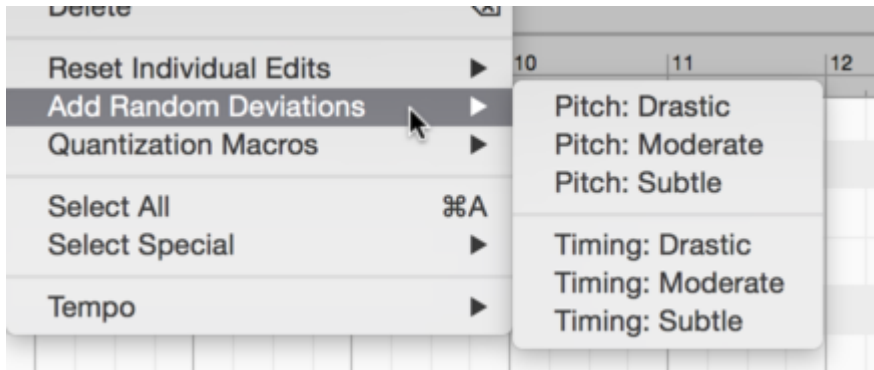 Delete
10 11 12
Reset Individual Edits
Add Random Deviations
Quantization Macros
Select All ⌘A
Select Special
Tempo
Pitch: Drastic
Pitch: Moderate
Pitch: Subtle
Timing: Drastic
Timing: Moderate
Timing: Subtle